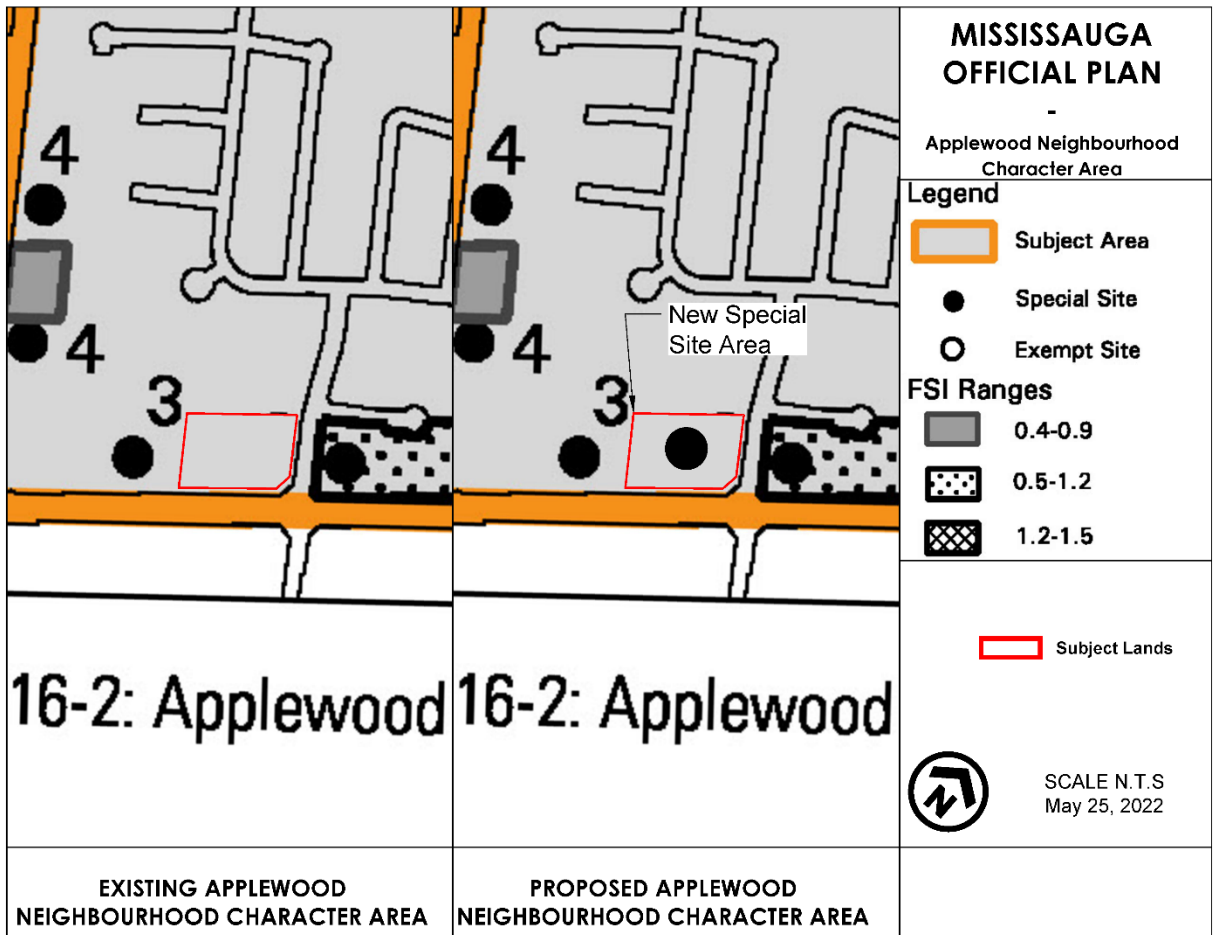 4
4
3
16-2: Applewood
EXISTING APPLEWOOD
NEIGHBOURHOOD CHARACTER AREA
4
4
New Special
Site Area
3
16-2: Applewood
PROPOSED APPLEWOOD
NEIGHBOURHOOD CHARACTER AREA
MISSISSAUGA
OFFICIAL PLAN
-
Applewood Neighbourhood
Character Area
Legend
Subject Area
Special Site
Exempt Site
FSI Ranges
0.4-0.9
0.5-1.2
1.2-1.5
Subject Lands
N
SCALE N.T.S
May 25, 2022